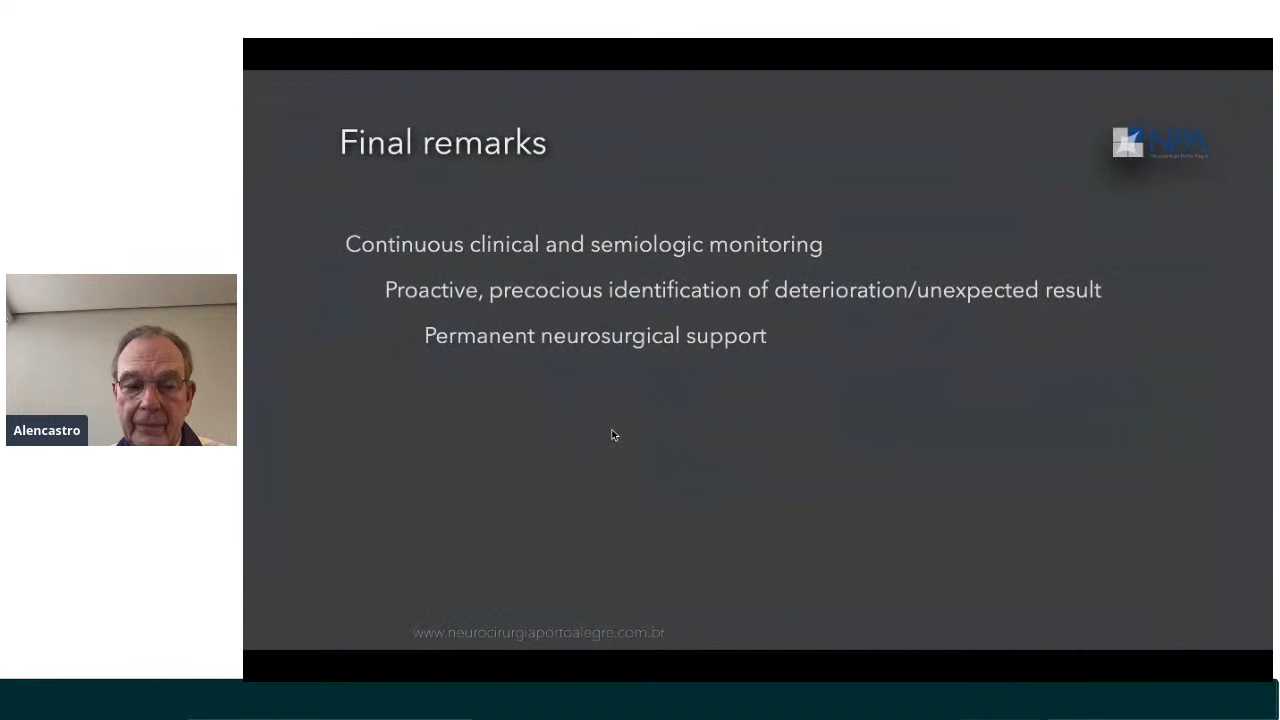 Final remarks
NPA
Continuous clinical and semiologic monitoring
Proactive, precocious identification of deterioration/unexpected result
Permanent neurosurgical support
Alencastro
www.neurocirurgiaportoalegre.com.br